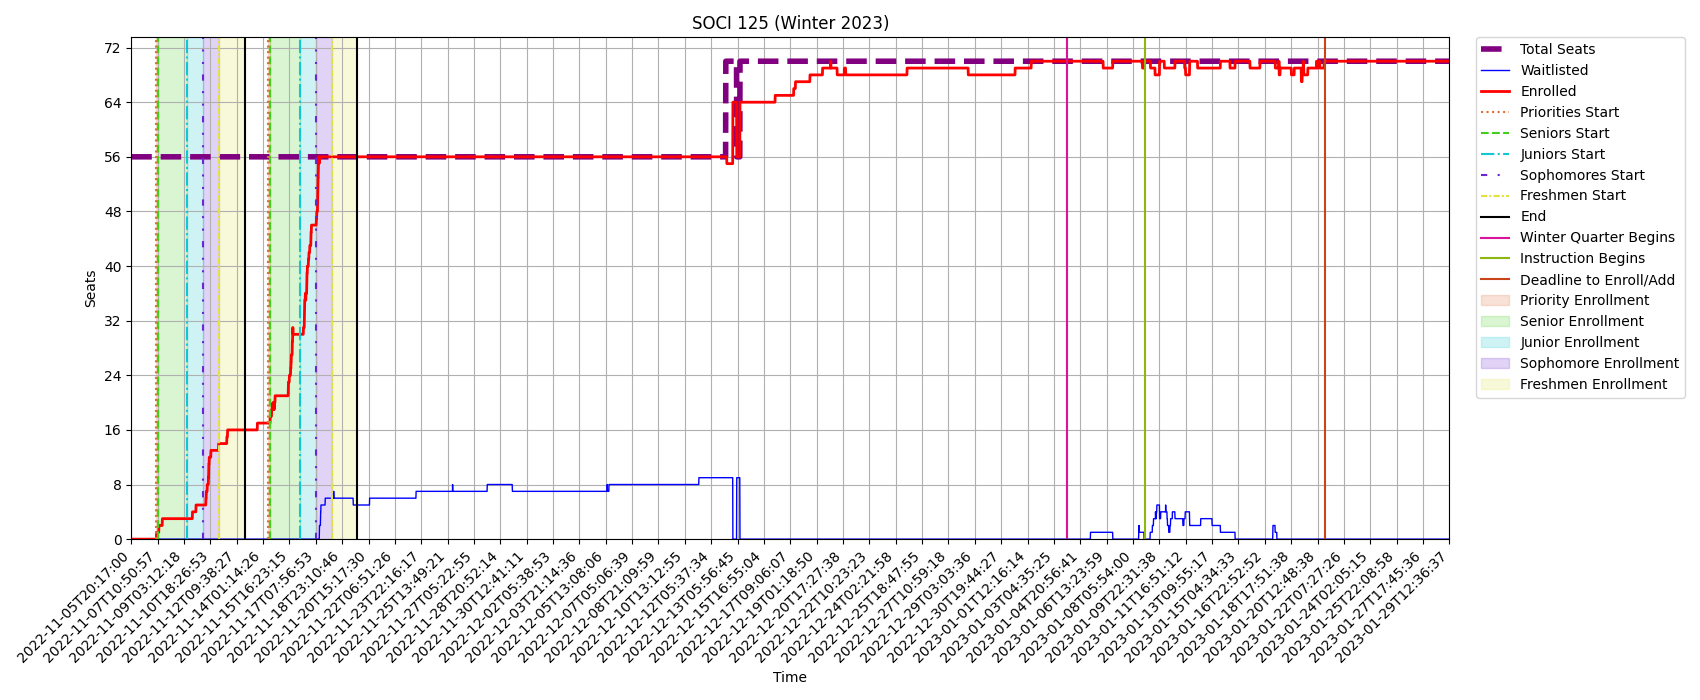 SOCI 125 (Winter 2023)
72
64
56
48
40
32
24
16
8
0
Seats
2022-11-05T20:17:00
2022-11-07T10:50:57
2022-11-09T03:12:18
2022-11-10T18:26:53
2022-11-12T09:38:27
2022-11-14T01:14:26
2022-11-15T16:23:15
2022-11-17T07:56:53
2022-11-18T23:10:46
2022-11-20T15:17:30
2022-11-22T06:51:26
2022-11-23T22:16:17
2022-11-25T13:49:21
2022-11-27T05:22:55
2022-11-28T20:52:14
2022-11-30T12:41:11
2022-12-02T05:38:53
2022-12-03T21:14:36
2022-12-05T13:08:06
2022-12-07T05:06:39
2022-12-08T21:09:59
2022-12-10T13:12:55
2022-12-12T05:37:34
2022-12-13T05:56:45
2022-12-15T16:55:04
2022-12-17T09:06:07
2022-12-19T01:18:50
2022-12-20T17:27:38
2022-12-22T10:23:23
2022-12-24T02:21:58
2022-12-25T18:47:55
2022-12-27T10:59:18
2022-12-29T03:03:36
2022-12-30T19:44:27
2023-01-01T12:16:14
2023-01-03T04:35:25
2023-01-04T20:56:41
2023-01-06T13:23:59
2023-01-08T05:54:00
2023-01-09T22:31:38
2023-01-11T16:51:12
2023-01-13T09:55:17
2023-01-15T04:34:33
2023-01-16T22:52:52
2023-01-18T17:51:38
2023-01-20T12:48:38
2023-01-22T07:27:26
2023-01-24T02:05:15
2023-01-25T22:08:58
2023-01-27T17:45:36
2023-01-29T12:36:37
Time
Total Seats
Waitlisted
Enrolled
Priorities Start
Seniors Start
Juniors Start
Sophomores Start
Freshmen Start
End
Winter Quarter Begins
Instruction Begins
Deadline to Enroll/Add
Priority Enrollment
Senior Enrollment
Junior Enrollment
Sophomore Enrollment
Freshmen Enrollment